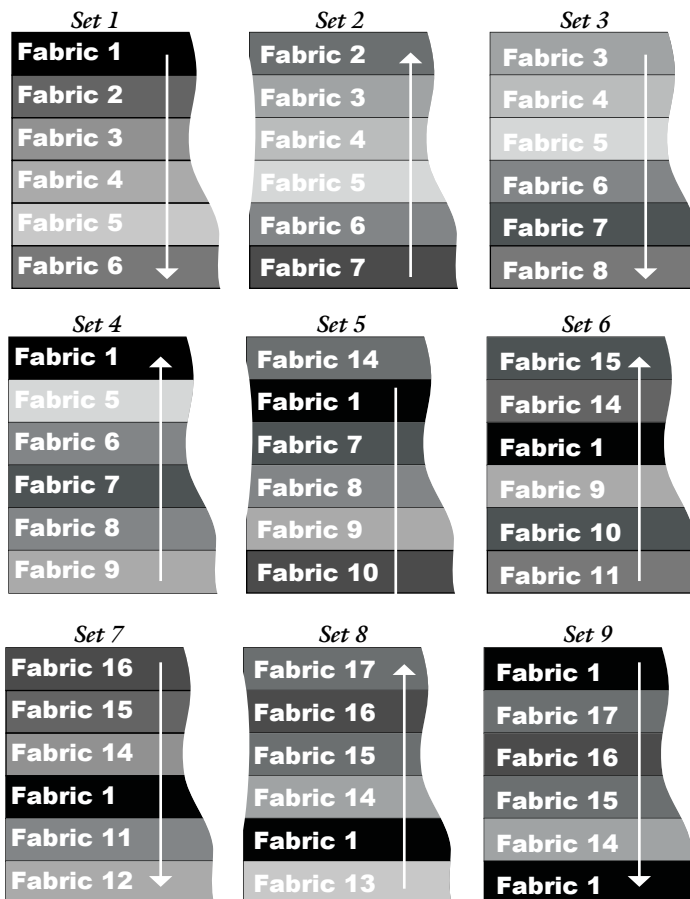 Set 1
Fabric 1
Fabric 2
Fabric 3
Fabric 4
Fabric 5
Fabric 6
Set 2
Fabric 2
Fabric 3
Fabric 4
Fabric 5
Fabric 6
Fabric 7
Set 3
Fabric 3
Fabric 4
Fabric 5
Fabric 6
Fabric 7
Fabric 8
Set 4
Fabric 1
Fabric 5
Fabric 6
Fabric 7
Fabric 8
Fabric 9
Set 5
Fabric 14
Fabric 1
Fabric 7
Fabric 8
Fabric 9
Fabric 10
Set 6
Fabric 15
Fabric 14
Fabric 1
Fabric 9
Fabric 10
Fabric 11
Set 7
Fabric 16
Fabric 15
Fabric 14
Fabric 1
Fabric 11
Fabric 12
Set 8
Fabric 17
Fabric 16
Fabric 15
Fabric 14
Fabric 1
Fabric 13
Set 9
Fabric 1
Fabric 17
Fabric 16
Fabric 15
Fabric 14
Fabric 1